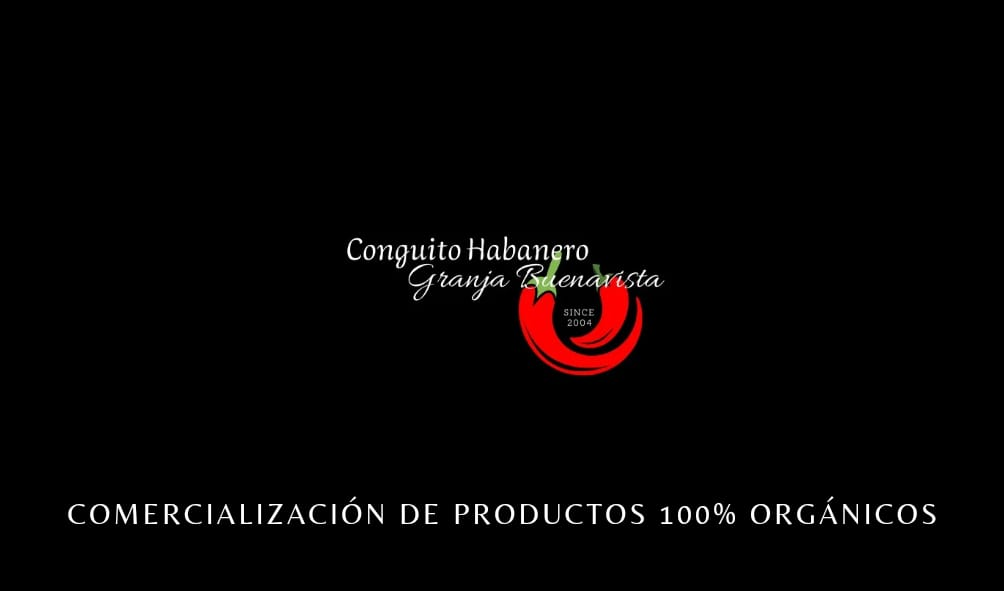 Conguito Habanero
Granja Buenavista
SINCE
2004
COMERCIALIZACIÓN DE PRODUCTOS 100% ORGÁNICOS